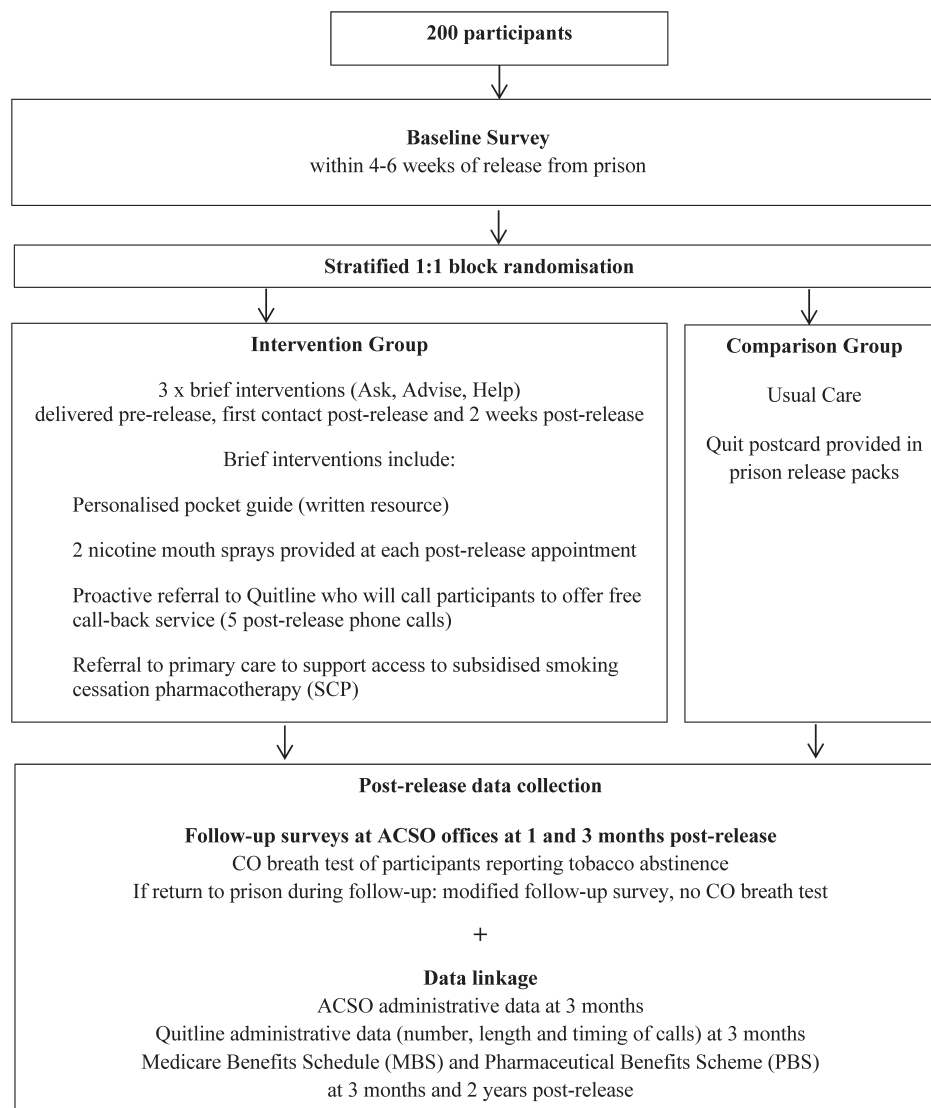 200 participants
Baseline Survey
within 4-6 weeks of release from prison
Stratified 1:1 block randomisation
Intervention Group
3 x brief interventions (Ask, Advise, Help)
delivered pre-release, first contact post-release and 2 weeks post-release
Brief interventions include:
Personalised pocket guide (written resource)
2 nicotine mouth sprays provided at each post-release appointment
Proactive referral to Quitline who will call participants to offer free
call-back service (5 post-release phone calls)
Referral to primary care to support access to subsidised smoking
cessation pharmacotherapy (SCP)
Comparison Group
Usual Care
Quit postcard provided in
prison release packs
Post-release data collection
Follow-up surveys at ACSO offices at 1 and 3 months post-release
CO breath test of participants reporting tobacco abstinence
If return to prison during follow-up: modified follow-up survey, no CO breath test
+
Data linkage
ACSO administrative data at 3 months
Quitline administrative data (number, length and timing of calls) at 3 months
Medicare Benefits Schedule (MBS) and Pharmaceutical Benefits Scheme (PBS)
at 3 months and 2 years post-release